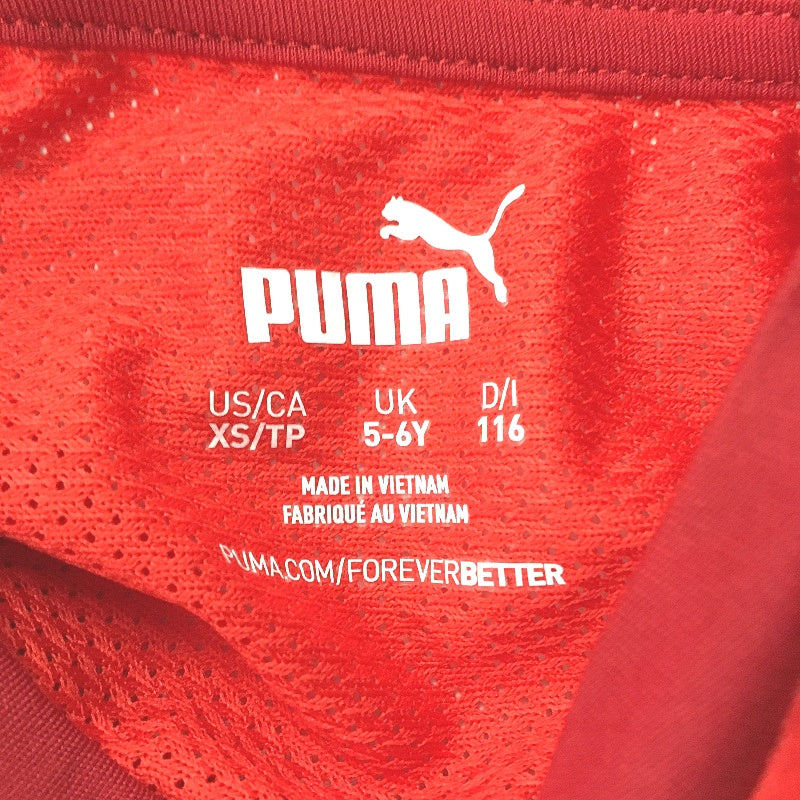 PUMA
US/CA UK D/I
XS/TP 5-6Y 116
MADE IN VIETNAM
FABRIQUÉ AU VIETNAM
PUMA.COM/FOREVERBETTER